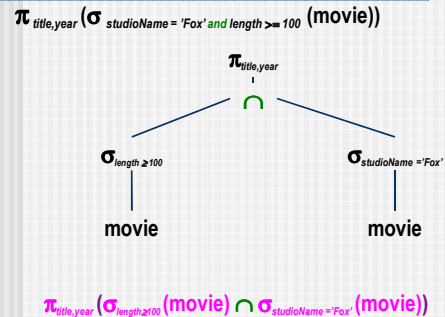 π title,year (σ studioName = 'Fox' and length >= 100 (movie))
π title,year
∩
σ length ≥100 σ studioName ='Fox'
movie movie
π title,year (σ length≥100 (movie) ∩ σ studioName ='Fox' (movie))